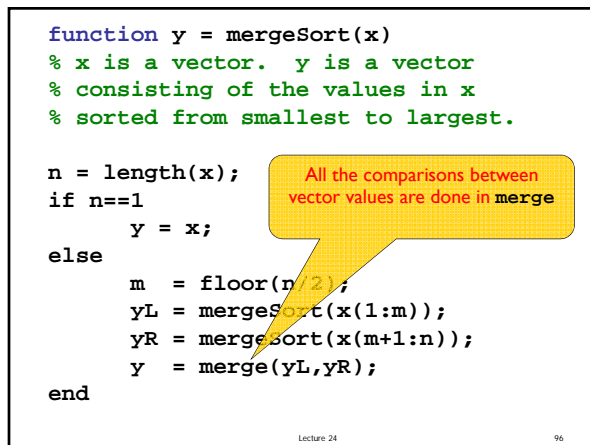 function y = mergeSort(x)
% x is a vector.  y is a vector
% consisting of the values in x
% sorted from smallest to largest.
n = length(x);
if n==1
y = x;
else
m  = floor(n/2);
yL = mergeSort(x(1:m));
yR = mergeSort(x(m+1:n));
y  = merge(yL,yR);
end
All the comparisons between
vector values are done in merge
Lecture 24
96